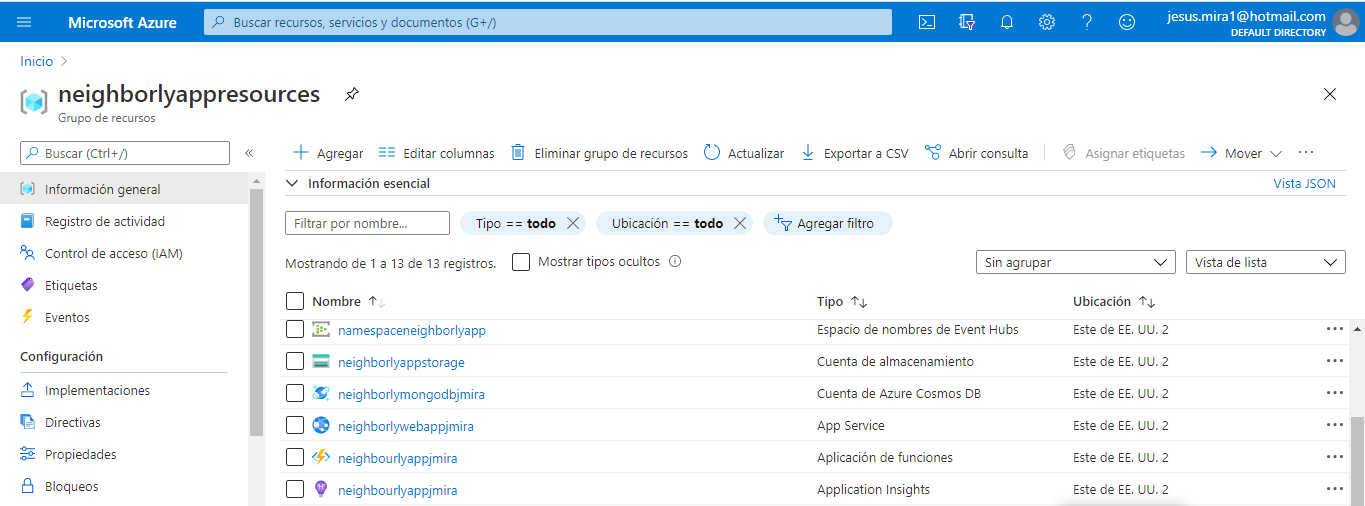 Microsoft Azure
Buscar recursos, servicios y documentos (G+/)
jesus.mira1@hotmail.com
DEFAULT DIRECTORY
Inicio
neighborlyappresources
Grupo de recursos
Buscar (Ctrl+/)
Información general
Registro de actividad
Control de acceso (IAM)
Etiquetas
Eventos
Configuración
Implementaciones
Directivas
Propiedades
Bloqueos
Agregar Editar columnas Eliminar grupo de recursos Actualizar Exportar a CSV Abrir consulta Asignar etiquetas Mover
Información esencial Vista JSON
Filtrar por nombre... Tipo == todo Ubicación == todo Agregar filtro
Mostrando de 1 a 13 de 13 registros. Mostrar tipos ocultos Sin agrupar Vista de lista
Nombre Tipo Ubicación
namespaceneighborlyapp Espacio de nombres de Event Hubs Este de EE. UU. 2
neighborlyappstorage Cuenta de almacenamiento Este de EE. UU. 2
neighborlymongodbjmira Cuenta de Azure Cosmos DB Este de EE. UU. 2
neighborlywebappjmira App Service Este de EE. UU. 2
neighbourlyappjmira Aplicación de funciones Este de EE. UU. 2
neighbourlyappjmira Application Insights Este de EE. UU. 2